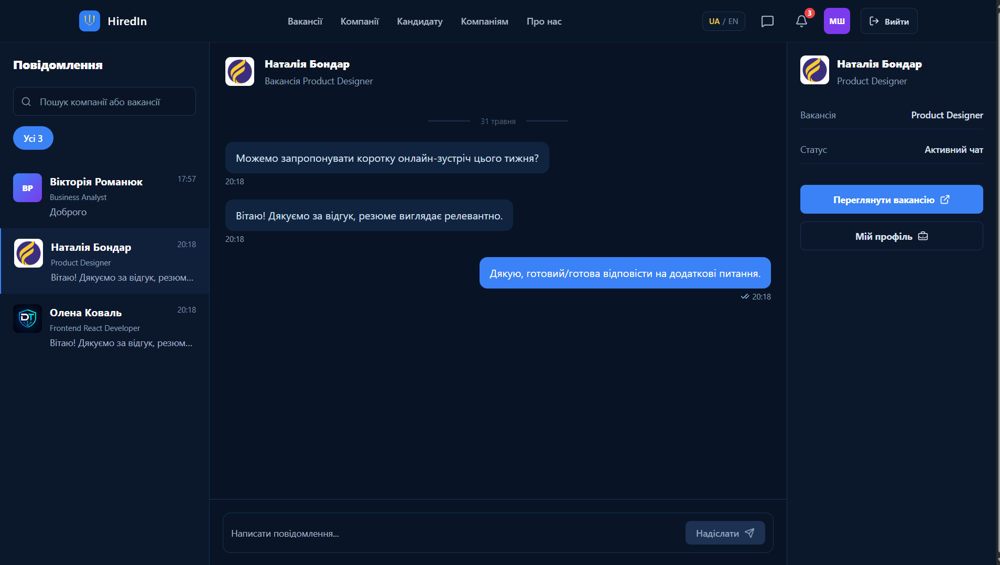 HiredIn
Вакансії
Компанії
Кандидату
Компаніям
Про нас
UA / EN
3
МШ
Вийти
Повідомлення
Пошук компанії або вакансії
Усі 3
ВР
Вікторія Романюк
17:57
Business Analyst
Доброго
Наталія Бондар
20:18
Product Designer
Вітаю! Дякуємо за відгук, резюм...
DT
Олена Коваль
20:18
Frontend React Developer
Вітаю! Дякуємо за відгук, резюм...
Наталія Бондар
Вакансія Product Designer
31 травня
Можемо запропонувати коротку онлайн-зустріч цього тижня?
20:18
Вітаю! Дякуємо за відгук, резюме виглядає релевантно.
20:18
Дякую, готовий/готова відповісти на додаткові питання.
20:18
Написати повідомлення...
Надіслати
Наталія Бондар
Product Designer
Вакансія
Product Designer
Статус
Активний чат
Переглянути вакансію
Мій профіль